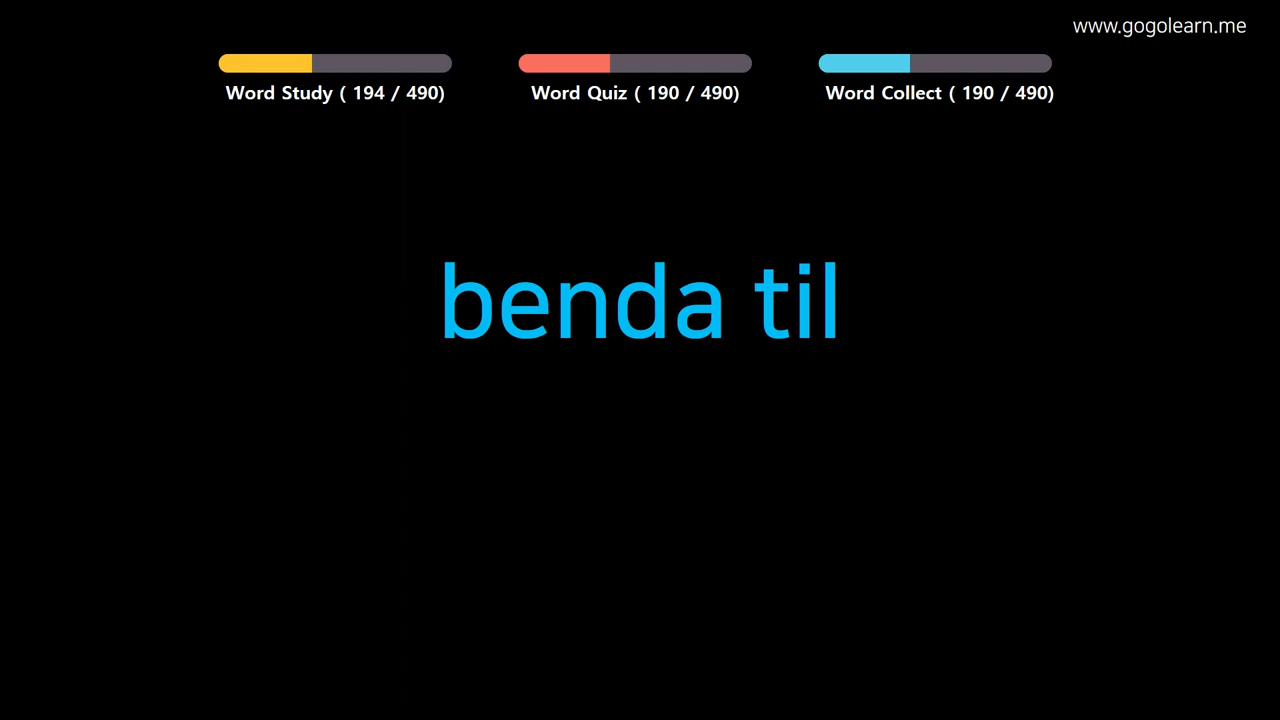 www.gogolearn.me
Word Study ( 194 / 490)
Word Quiz ( 190 / 490)
Word Collect ( 190 / 490)
benda til